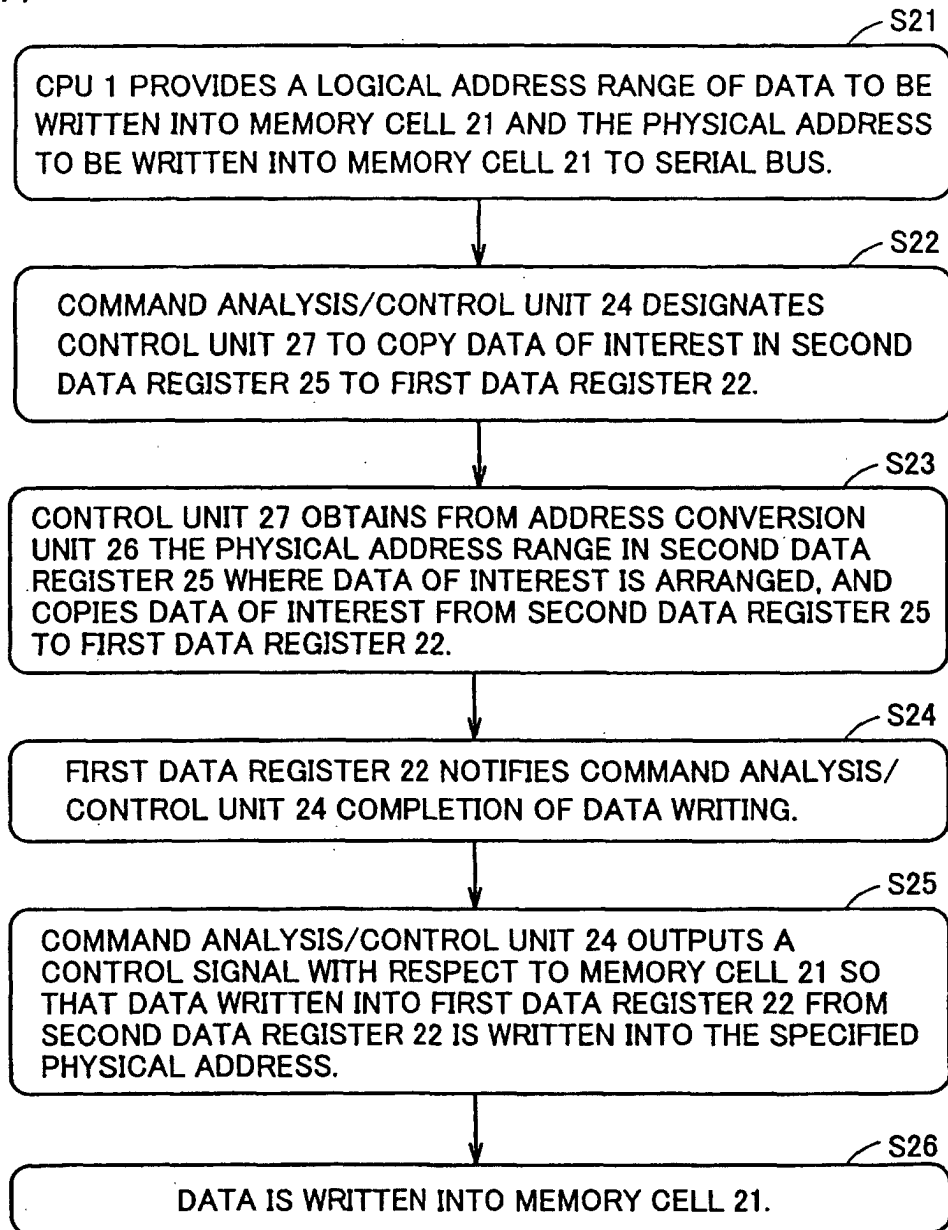 S21
CPU 1 PROVIDES A LOGICAL ADDRESS RANGE OF DATA TO BE
WRITTEN INTO MEMORY CELL 21 AND THE PHYSICAL ADDRESS
TO BE WRITTEN INTO MEMORY CELL 21 TO SERIAL BUS.
S22
COMMAND ANALYSIS/CONTROL UNIT 24 DESIGNATES
CONTROL UNIT 27 TO COPY DATA OF INTEREST IN SECOND
DATA REGISTER 25 TO FIRST DATA REGISTER 22.
S23
CONTROL UNIT 27 OBTAINS FROM ADDRESS CONVERSION
UNIT 26 THE PHYSICAL ADDRESS RANGE IN SECOND DATA
REGISTER 25 WHERE DATA OF INTEREST IS ARRANGED, AND
COPIES DATA OF INTEREST FROM SECOND DATA REGISTER 25
TO FIRST DATA REGISTER 22.
S24
FIRST DATA REGISTER 22 NOTIFIES COMMAND ANALYSIS/
CONTROL UNIT 24 COMPLETION OF DATA WRITING.
S25
COMMAND ANALYSIS/CONTROL UNIT 24 OUTPUTS A
CONTROL SIGNAL WITH RESPECT TO MEMORY CELL 21 SO
THAT DATA WRITTEN INTO FIRST DATA REGISTER 22 FROM
SECOND DATA REGISTER 22 IS WRITTEN INTO THE SPECIFIED
PHYSICAL ADDRESS.
S26
DATA IS WRITTEN INTO MEMORY CELL 21.